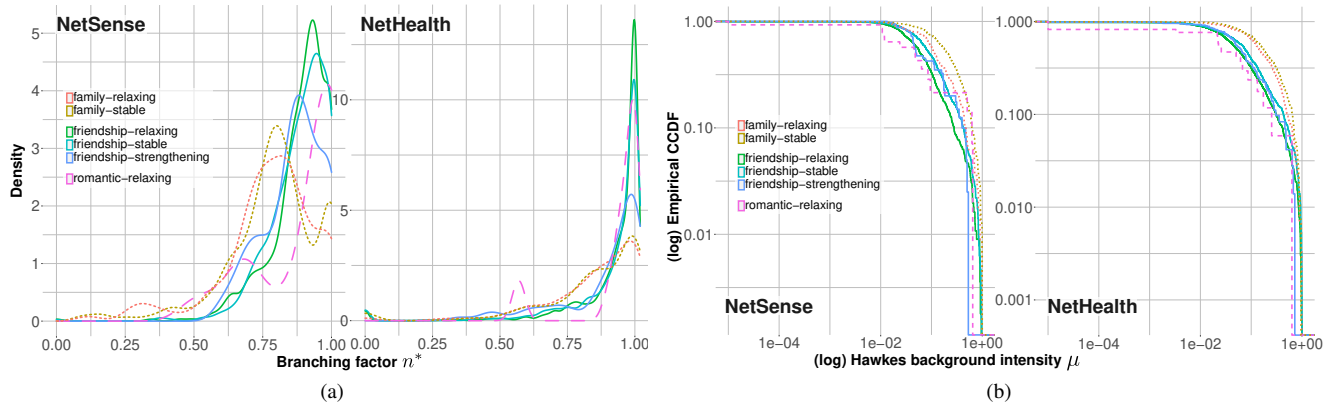 NetSense
NetHealth
5
4
3
2
1
0
Density
family-relaxing
family-stable
friendship-relaxing
friendship-stable
friendship-strengthening
romantic-relaxing
10
5
0
0.00 0.25 0.50 0.75 1.00
0.00 0.25 0.50 0.75 1.00
Branching factor n*
(a)
1.00
0.10
0.01
(log) Empirical CCDF
family-relaxing
family-stable
friendship-relaxing
friendship-stable
friendship-strengthening
romantic-relaxing
NetSense
1.000
0.100
0.010
0.001
NetHealth
1e-04 1e-02 1e+00
1e-04 1e-02 1e+00
(log) Hawkes background intensity μ
(b)